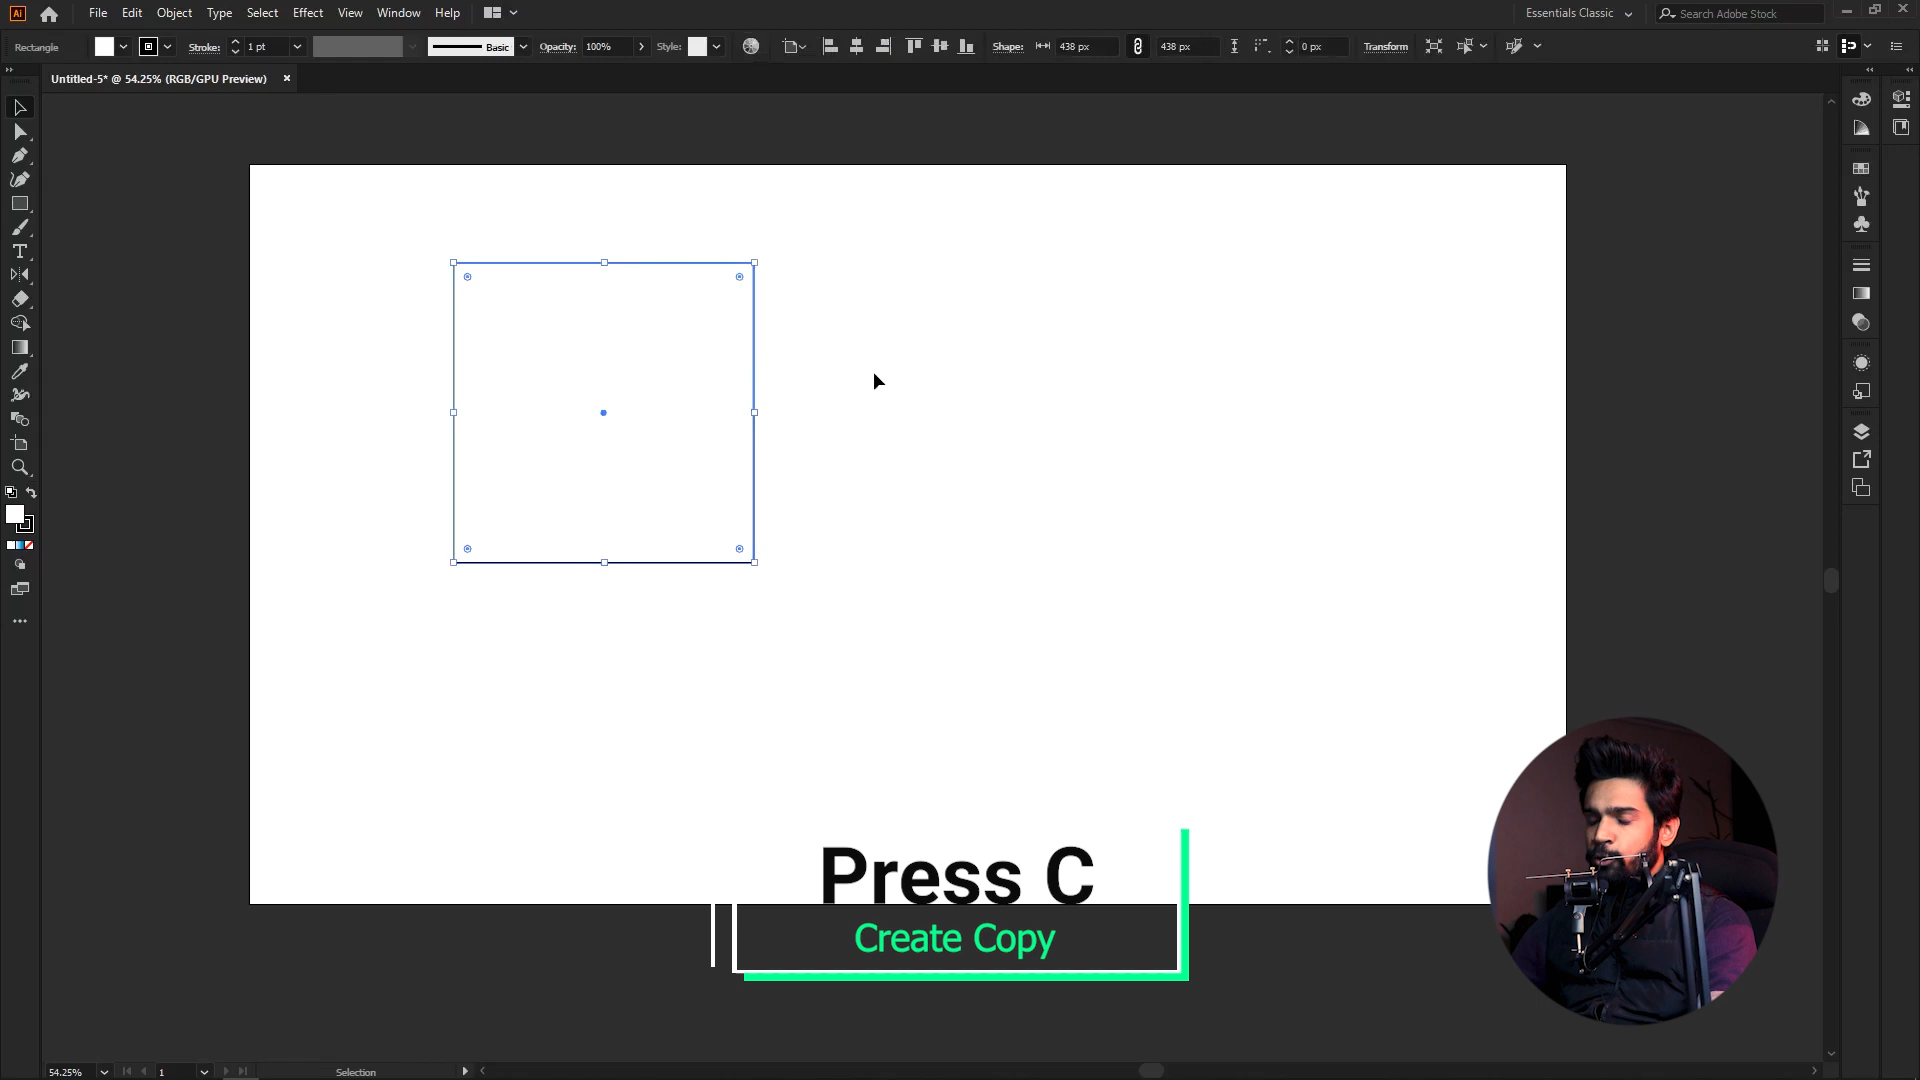 Ai File Edit Object Type Select Effect View Window Help Essentials Classic Search Adobe Stock
Rectangle Stroke: 1 pt Basic Opacity: 100% Style: Shape: 438 px 438 px 0 px Transform
Untitled-5* @ 54.25% (RGB/GPU Preview) ×
Press C
Create Copy
54.25% 1 Selection